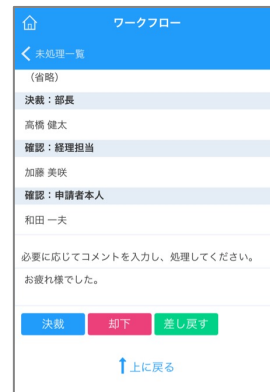 ワークフロー
未処理一覧
（省略）
決裁：部長
高橋 健太
確認：経理担当
加藤 美咲
確認：申請者本人
和田 一夫
必要に応じてコメントを入力し、処理してください。
お疲れ様でした。
決裁 却下 差し戻す
上に戻る